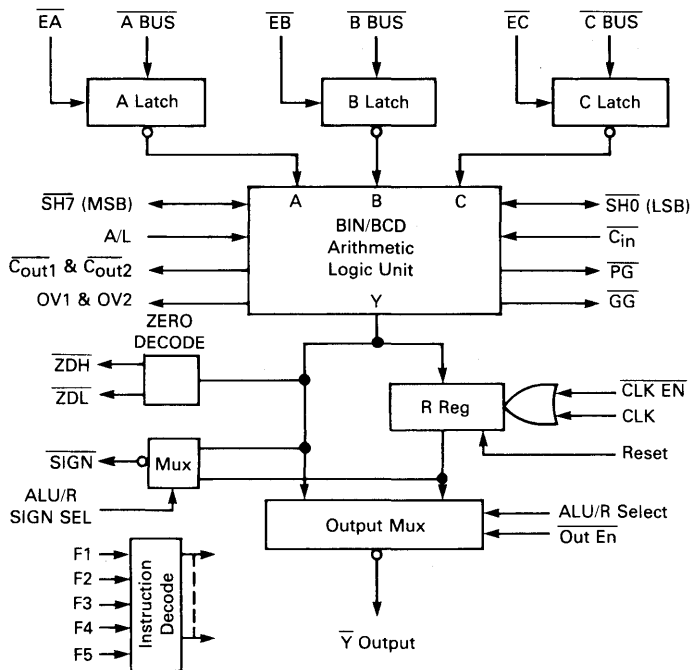 EA
A BUS
EB
B BUS
EC
C BUS
A Latch
B Latch
C Latch
A
B
C
SH7 (MSB)
BIN/BCD
SH0 (LSB)
A/L
Arithmetic
Cin
Cout1 & Cout2
Logic Unit
PG
OV1 & OV2
Y
GG
ZERO
DECODE
ZDH
ZDL
R Reg
CLK EN
CLK
Reset
SIGN
Mux
ALU/R
SIGN SEL
Output Mux
ALU/R Select
Out En
F1
F2
F3
F4
F5
Instruction
Decode
Y Output